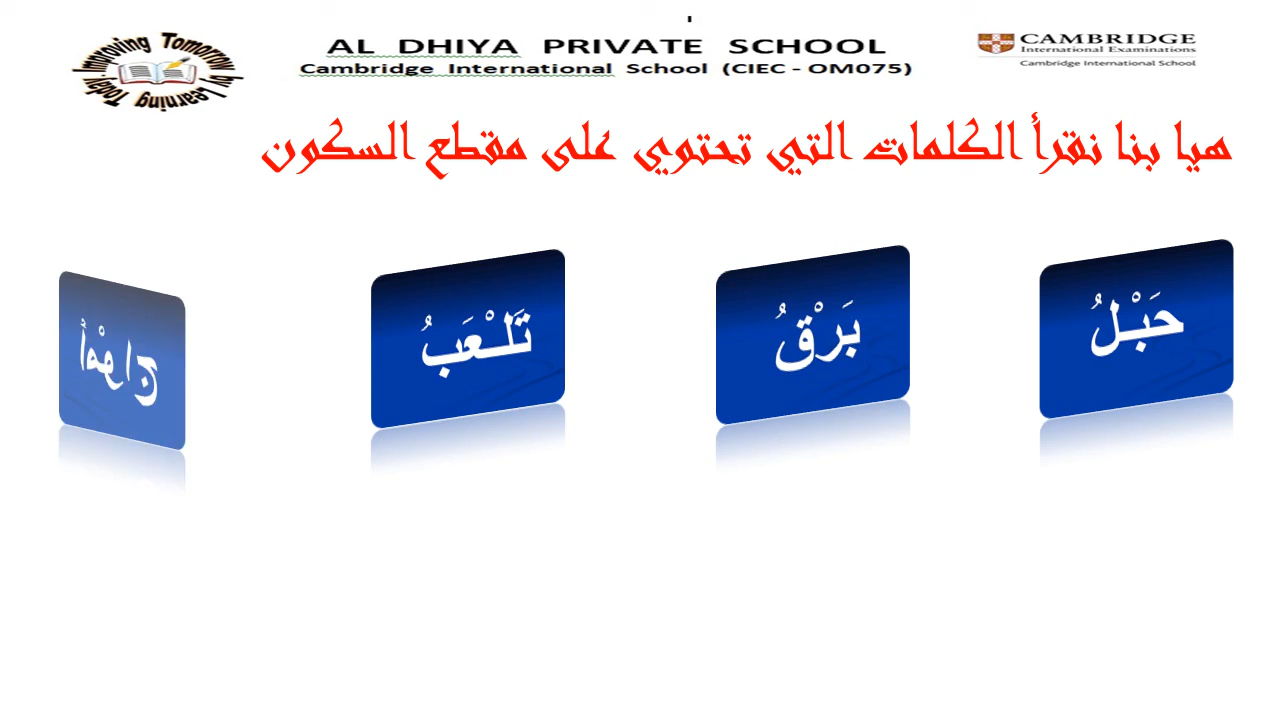 Improving Tomorrow by Learning Today
AL DHIYA PRIVATE SCHOOL
Cambridge International School (CIEC - OM075)
CAMBRIDGE
International Examinations
Cambridge International School
هيا بنا نقرأ الكلمات التي تحتوي على مقطع السكون
حَبْلُ
بَرْقُ
تَلْعَبُ
أَمْواج